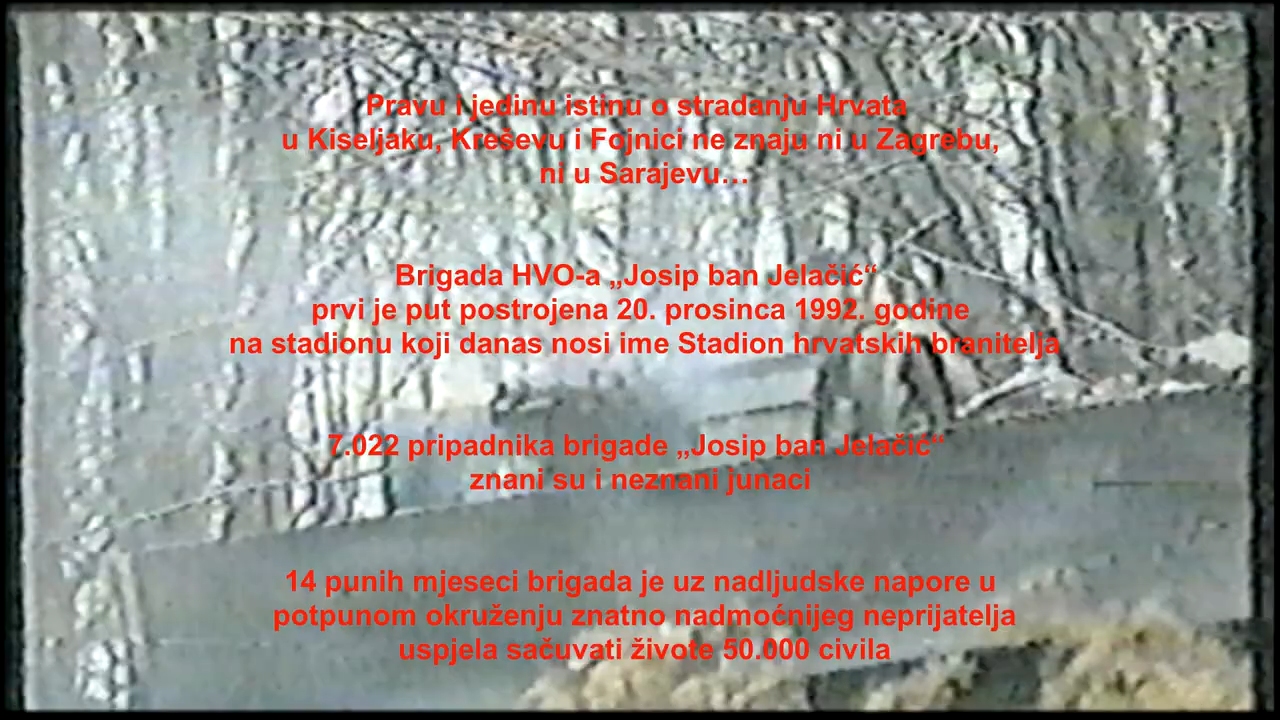 Pravu i jedinu istinu o stradanju Hrvata
u Kiseljaku, Kreševu i Fojnici ne znaju ni u Zagrebu,
ni u Sarajevu...
Brigada HVO-a „Josip ban Jelačić“
prvi je put postrojena 20. prosinca 1992. godine
na stadionu koji danas nosi ime Stadion hrvatskih branitelja
7.022 pripadnika brigade „Josip ban Jelačić“
znani su i neznani junaci
14 punih mjeseci brigada je uz nadljudske napore u
potpunom okruženju znatno nadmoćnijeg neprijatelja
uspjela sačuvati živote 50.000 civila